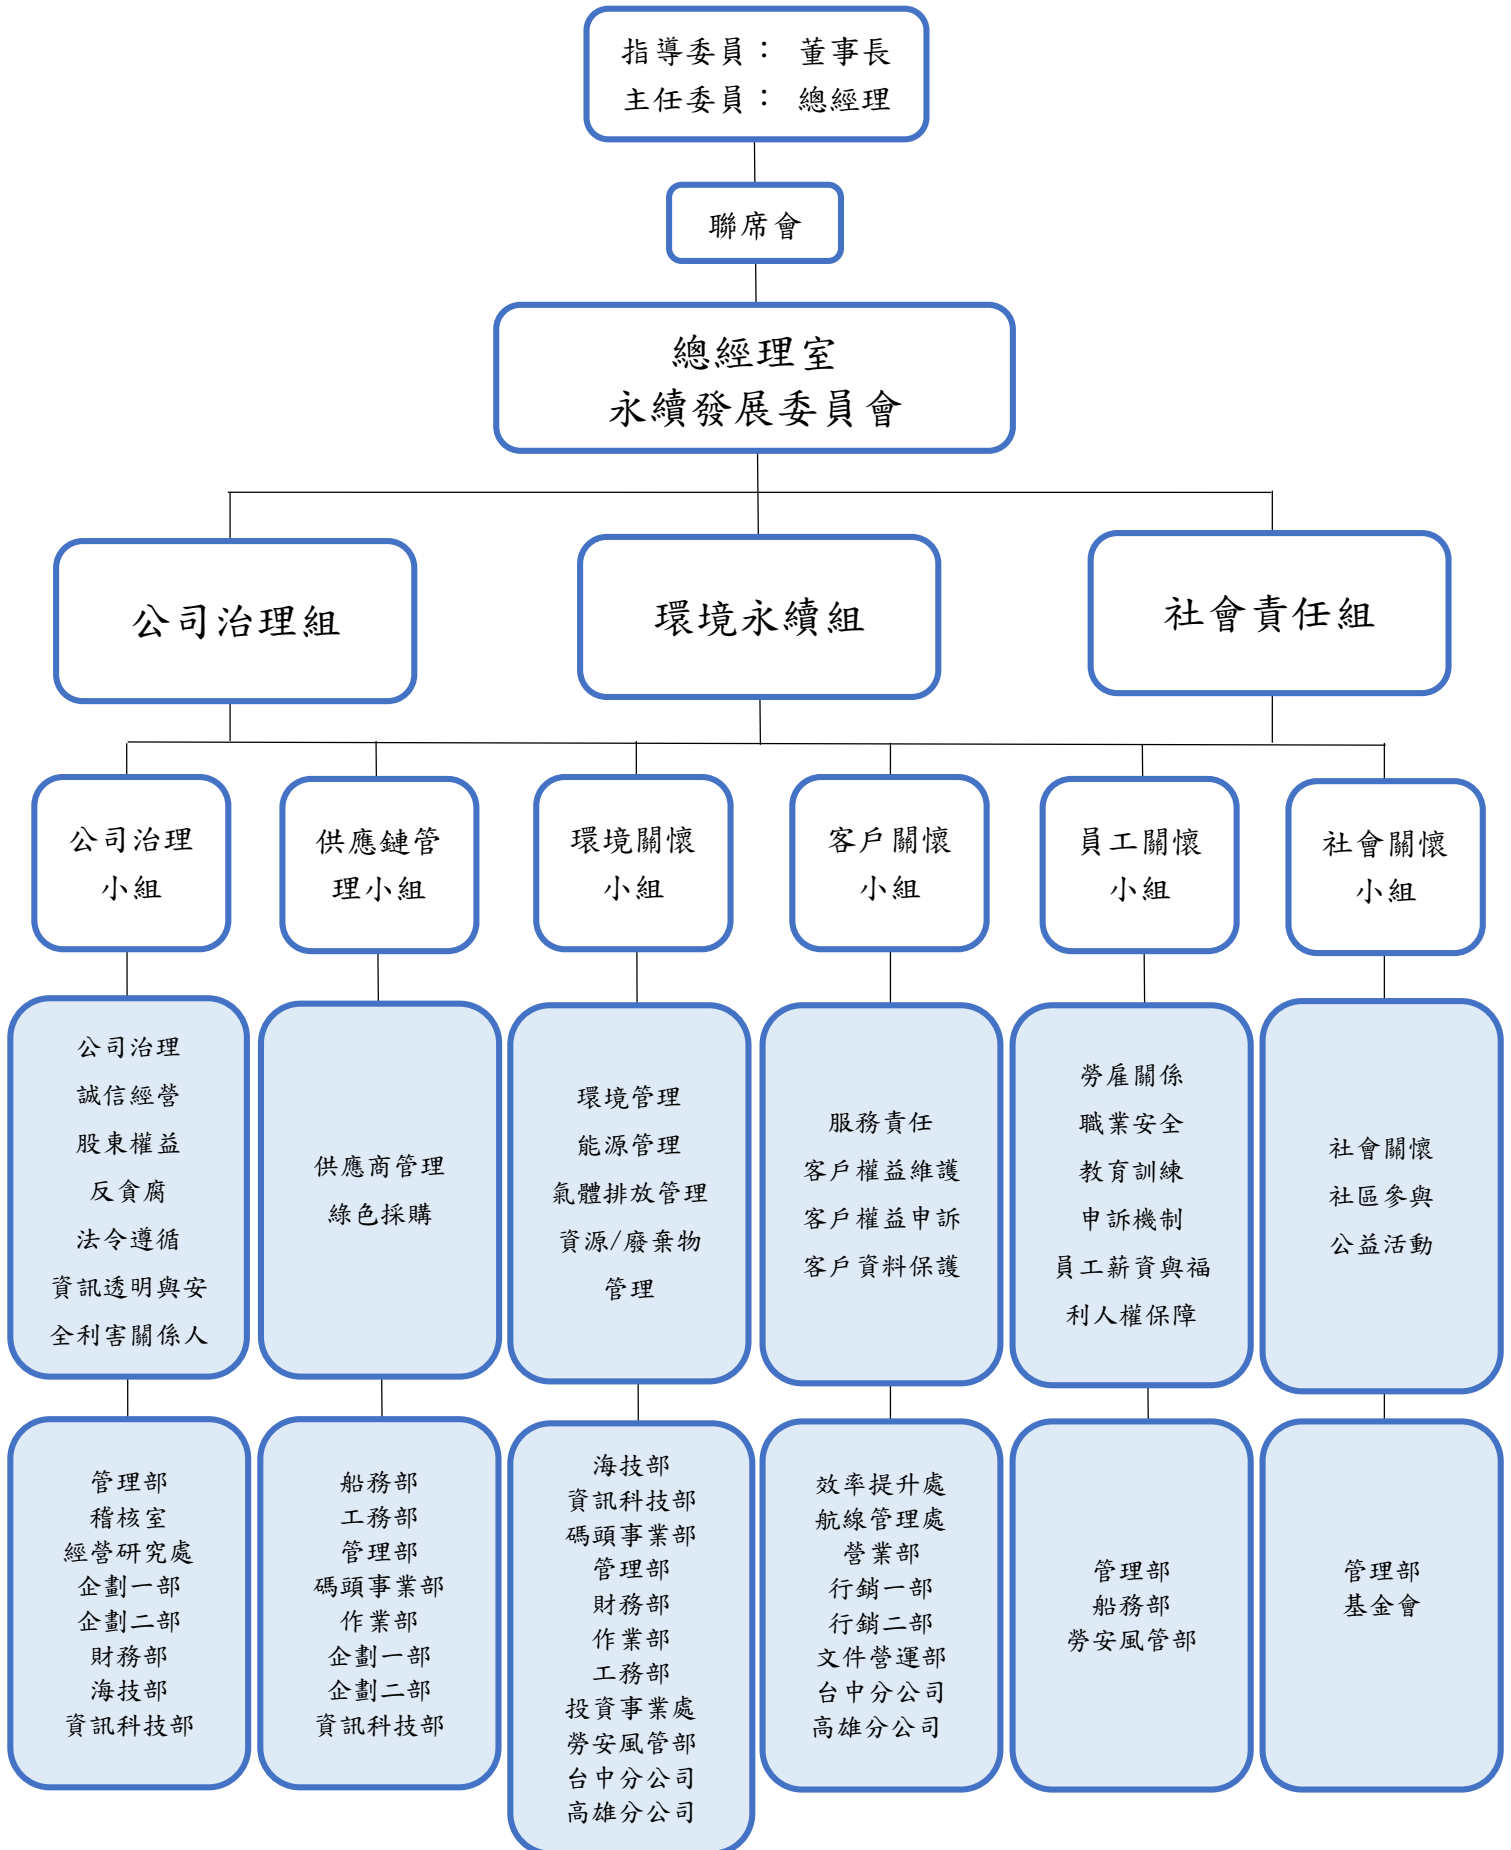 指導委員： 董事長
主任委員： 總經理
聯席會
總經理室
永續發展委員會
公司治理組
環境永續組
社會責任組
公司治理
小組
供應鏈管
理小組
環境關懷
小組
客戶關懷
小組
員工關懷
小組
社會關懷
小組
公司治理
誠信經營
股東權益
反貪腐
法令遵循
資訊透明與安
全利害關係人
供應商管理
綠色採購
環境管理
能源管理
氣體排放管理
資源/廢棄物
管理
服務責任
客戶權益維護
客戶權益申訴
客戶資料保護
勞雇關係
職業安全
教育訓練
申訴機制
員工薪資與福
利人權保障
社會關懷
社區參與
公益活動
管理部
稽核室
經營研究處
企劃一部
企劃二部
財務部
海技部
資訊科技部
船務部
工務部
管理部
碼頭事業部
作業部
企劃一部
企劃二部
資訊科技部
海技部
資訊科技部
碼頭事業部
管理部
財務部
作業部
工務部
投資事業處
勞安風管部
台中分公司
高雄分公司
效率提升處
航線管理處
營業部
行銷一部
行銷二部
文件營運部
台中分公司
高雄分公司
管理部
船務部
勞安風管部
管理部
基金會